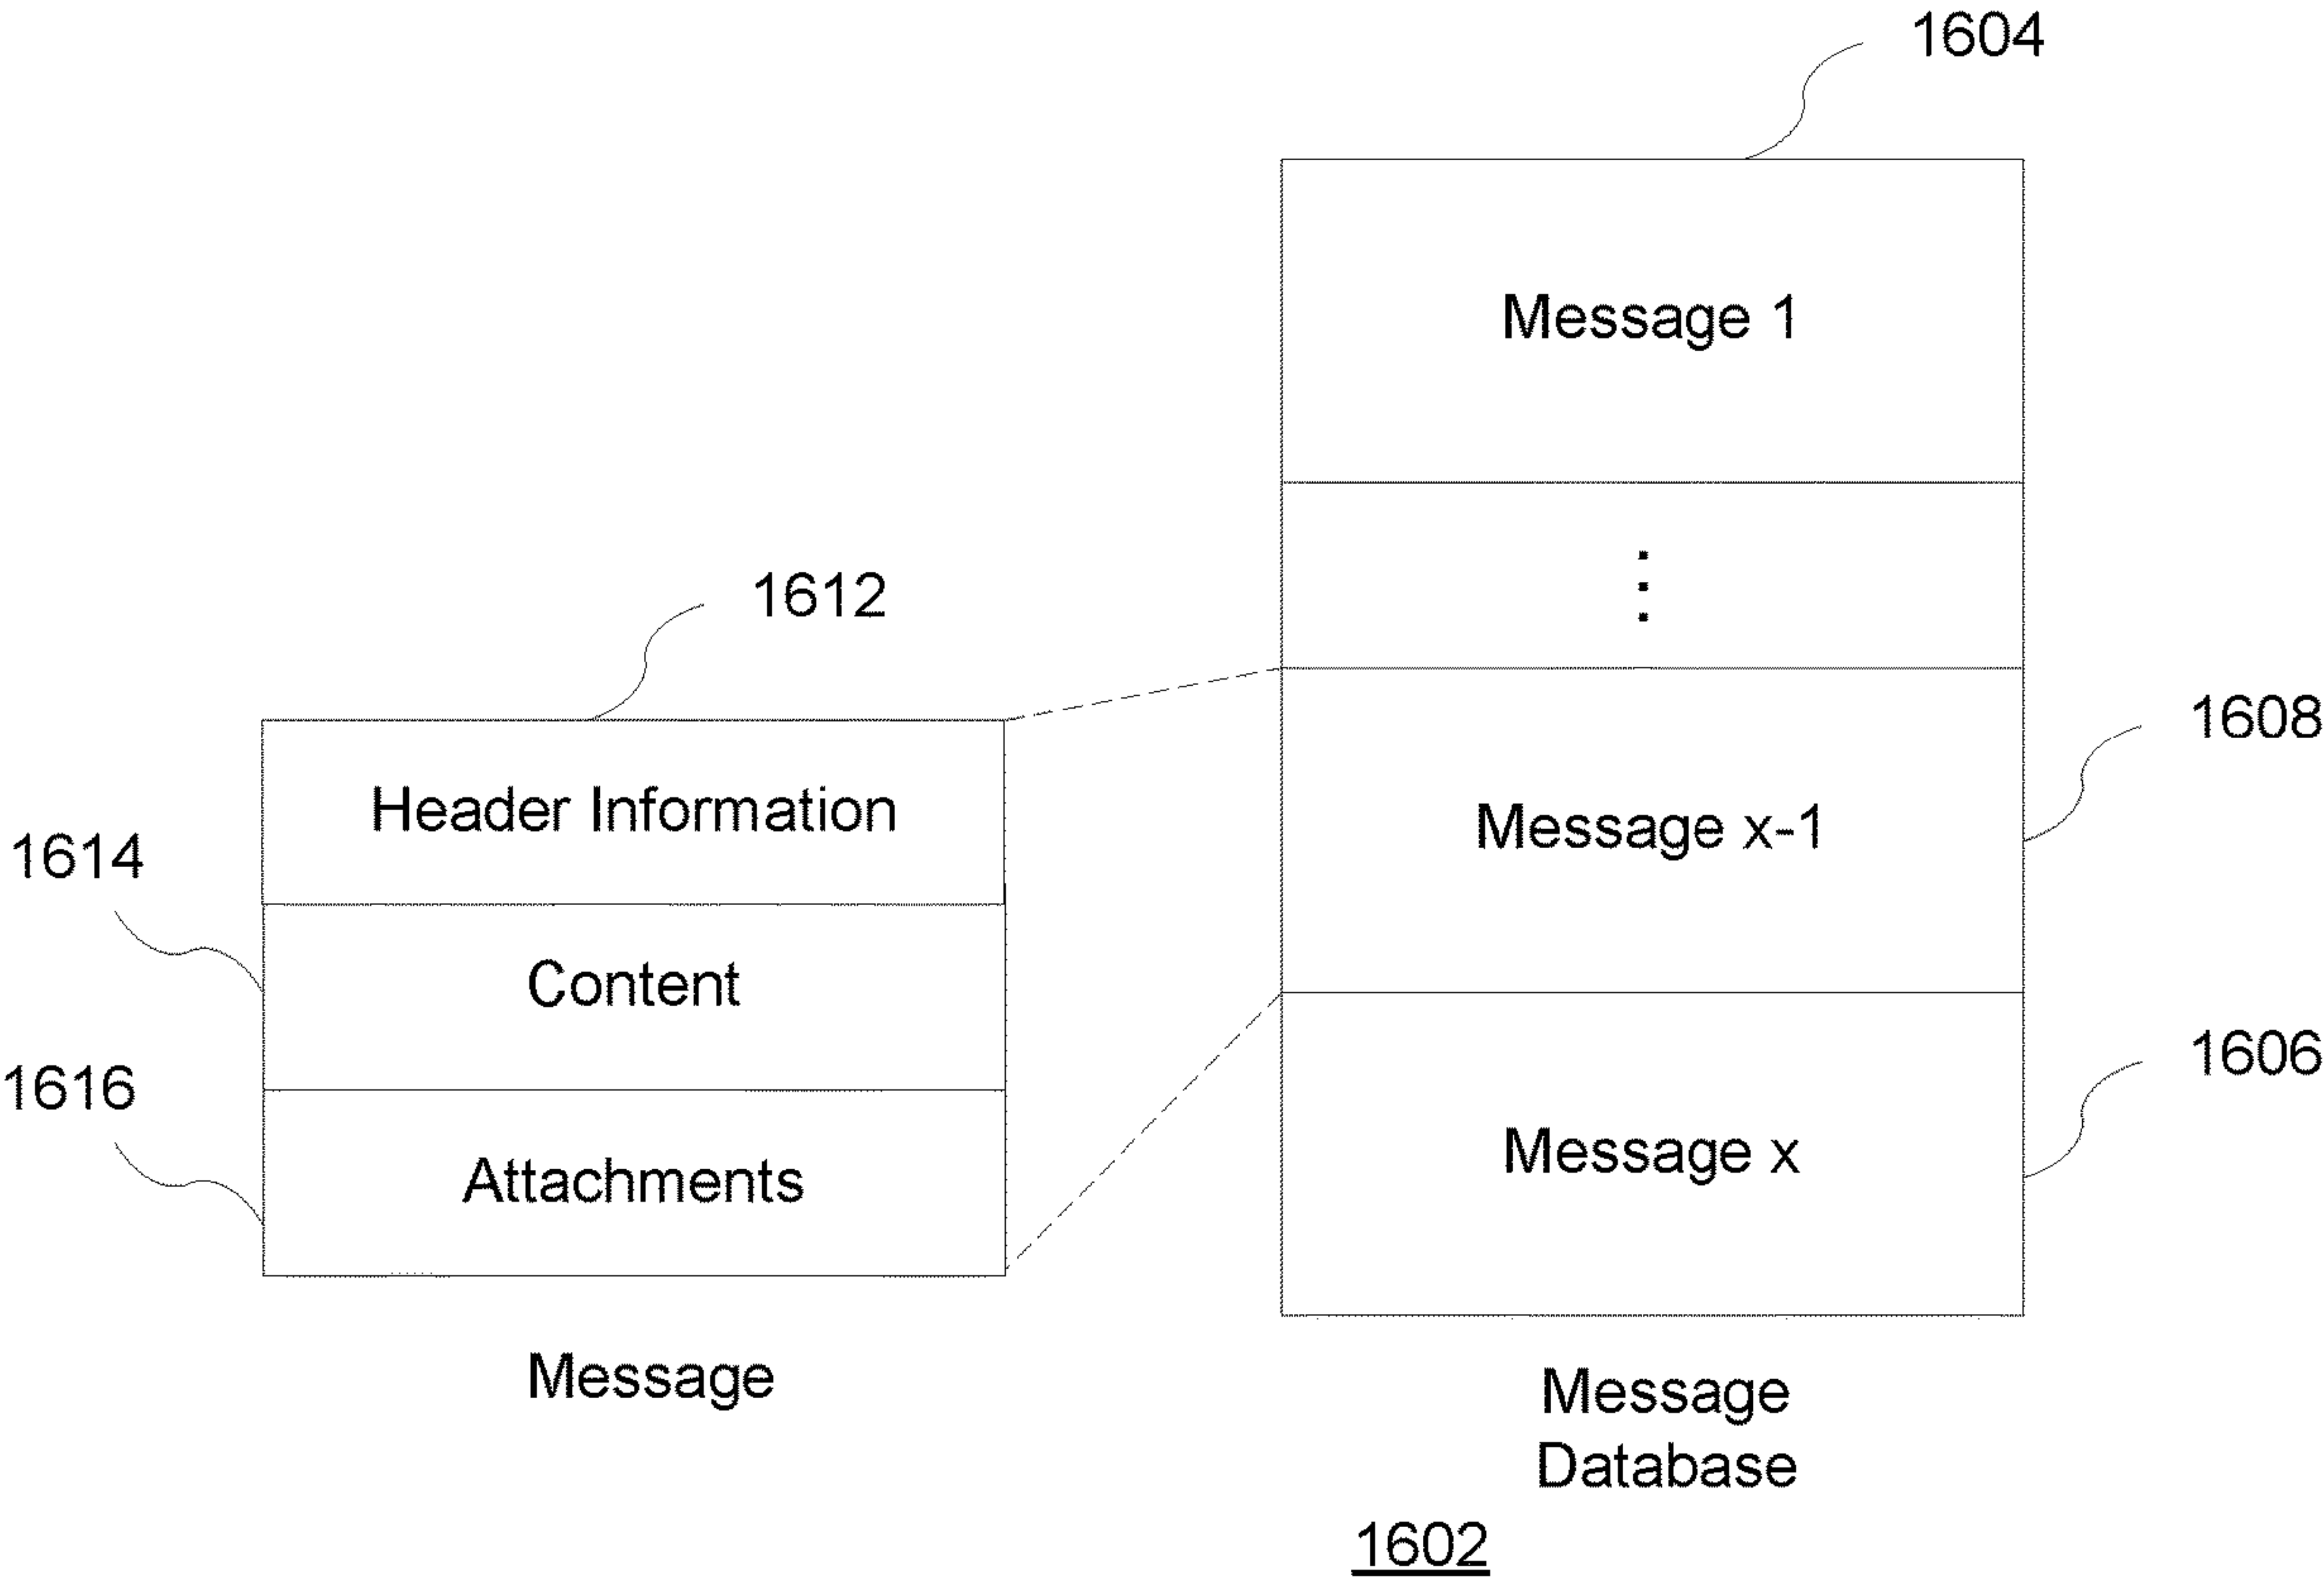 1604
Message 1
⋮
1612
1608
Header Information
Message x-1
1614
Content
1606
1616
Message x
Attachments
Message
Message
Database
1602